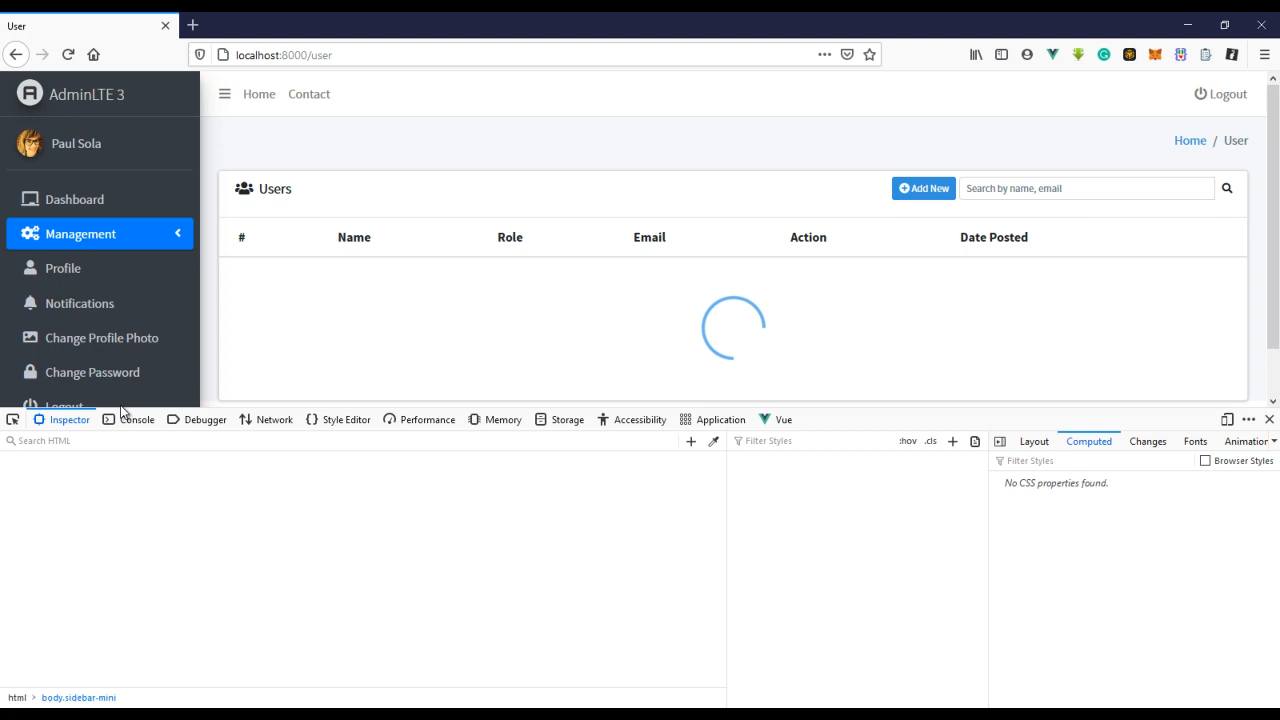 User
localhost:8000/user
AdminLTE 3
Home Contact
Logout
Paul Sola
Home / User
Dashboard
Management
Profile
Notifications
Change Profile Photo
Change Password
Logout
Users
Add New
Search by name, email
# Name Role Email Action Date Posted
Inspector Console Debugger Network Style Editor Performance Memory Storage Accessibility Application Vue
Search HTML
Filter Styles
:hov .cls
Layout Computed Changes Fonts Animation
Filter Styles
Browser Styles
No CSS properties found.
html > body.sidebar-mini